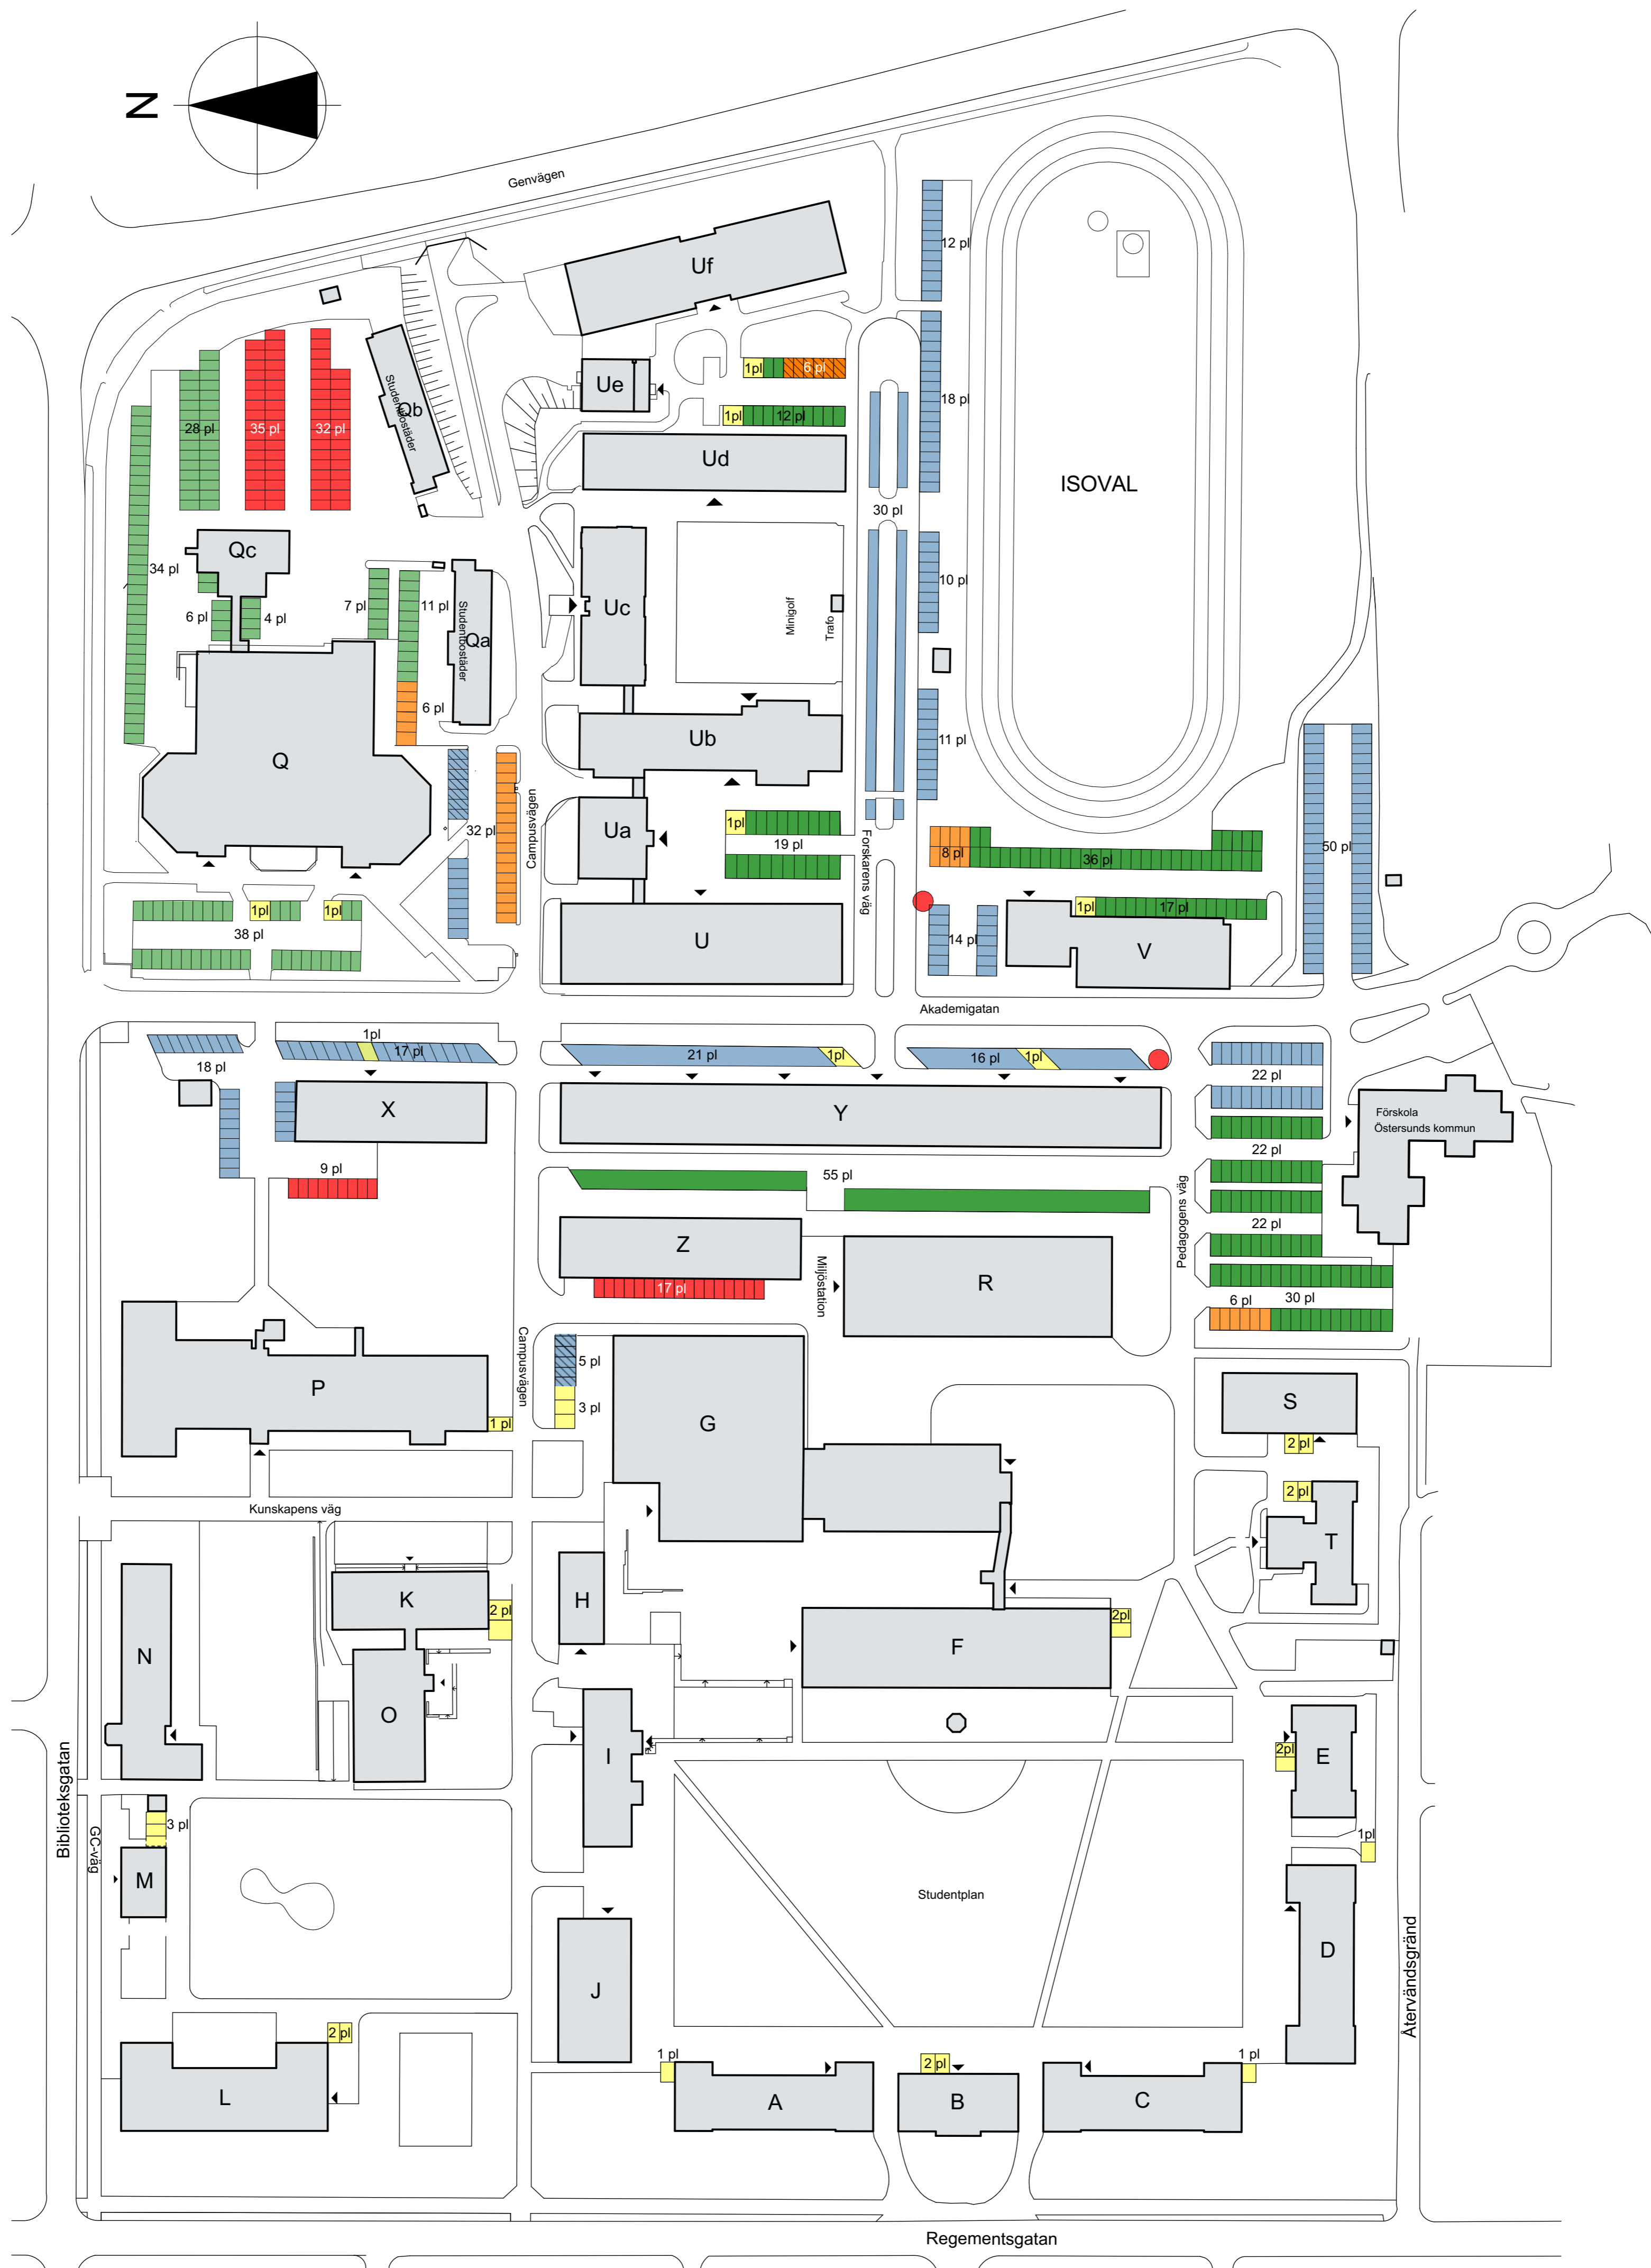 N
Genvägen
Uf
12 pl
Ue
1pl
6 pl
18 pl
28 pl
35 pl
32 pl
Qb
Studentbostäder
1pl
12 pl
Ud
ISOVAL
30 pl
Qc
34 pl
10 pl
7 pl
11 pl
6 pl
4 pl
Studentbostäder
Qa
Uc
Minigolf
Trafo
6 pl
Ub
11 pl
Q
32 pl
Campusvägen
Ua
1pl
19 pl
Forskarens väg
8 pl
36 pl
50 pl
1pl
1pl
38 pl
U
14 pl
1pl
17 pl
V
Akademigatan
1pl
17 pl
18 pl
21 pl
1pl
16 pl
1pl
22 pl
X
Y
Förskola
Östersunds kommun
9 pl
55 pl
22 pl
Pedagogens väg
22 pl
Z
17 pl
Miljöstation
R
6 pl
30 pl
Campusvägen
5 pl
3 pl
P
1 pl
G
S
2 pl
Kunskapens väg
2 pl
T
K
2 pl
H
N
F
2pl
O
I
2pl
E
Biblioteksgatan
GC-väg
3 pl
1pl
M
Studentplan
D
J
Återvändsgränd
2 pl
L
1 pl
A
2 pl
B
C
1 pl
Regementsgatan